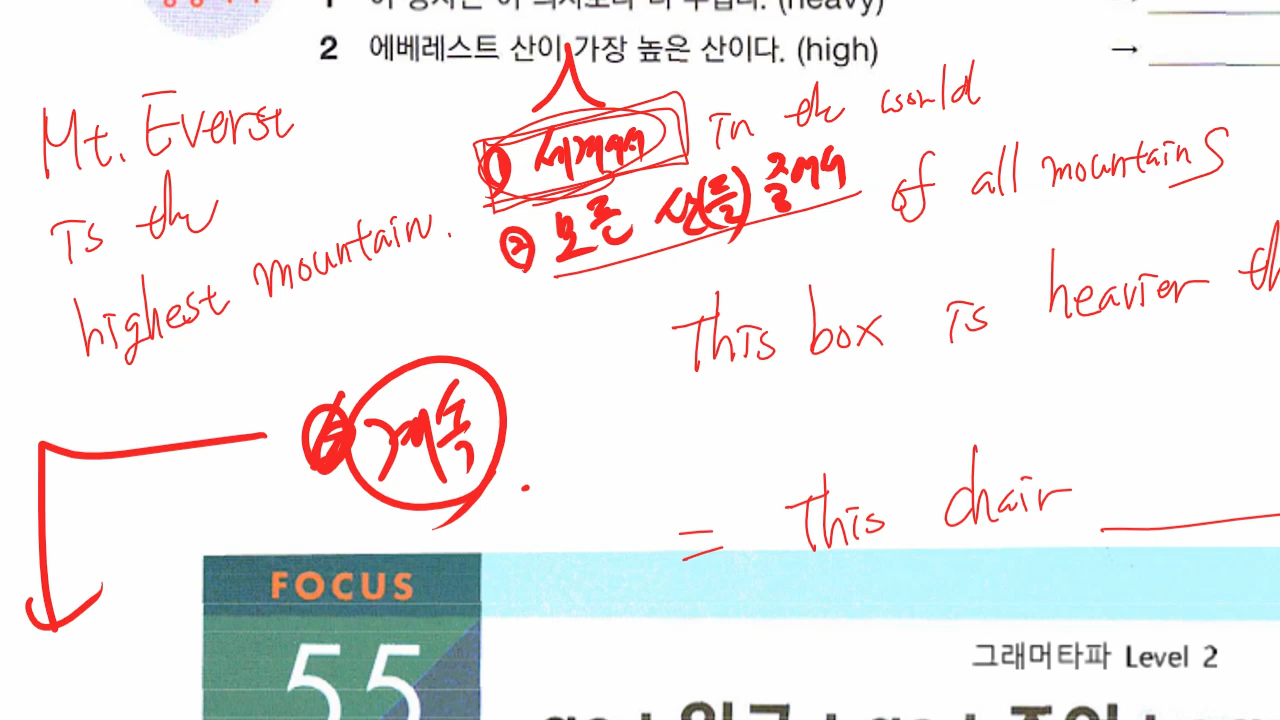 (heavy)
2 에베레스트 산이 가장 높은 산이다. (high) →
Mt. Everst
is the
highest mountain.
① 세계에서 in the world
② 모든 산(들) 중에서 of all mountains
This box is heavier th
계속
= This chair
FOCUS
55
그래머타파 Level 2